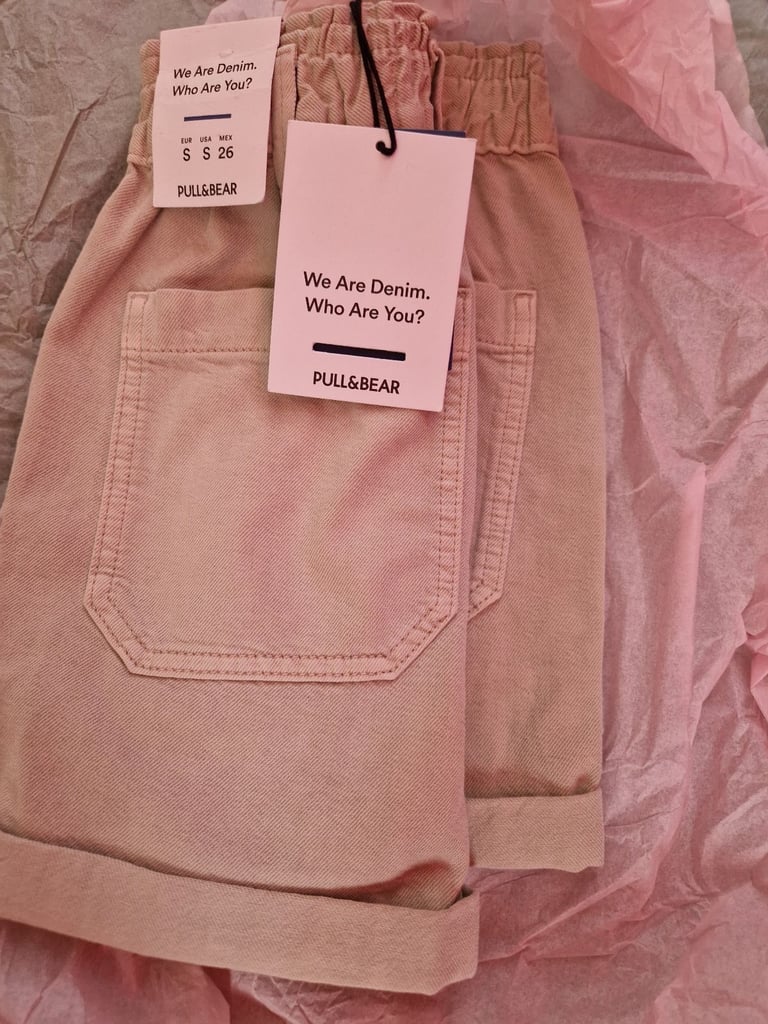 We Are Denim.
Who Are You?
EUR USA MEX
S S 26
PULL&BEAR
We Are Denim.
Who Are You?
PULL&BEAR